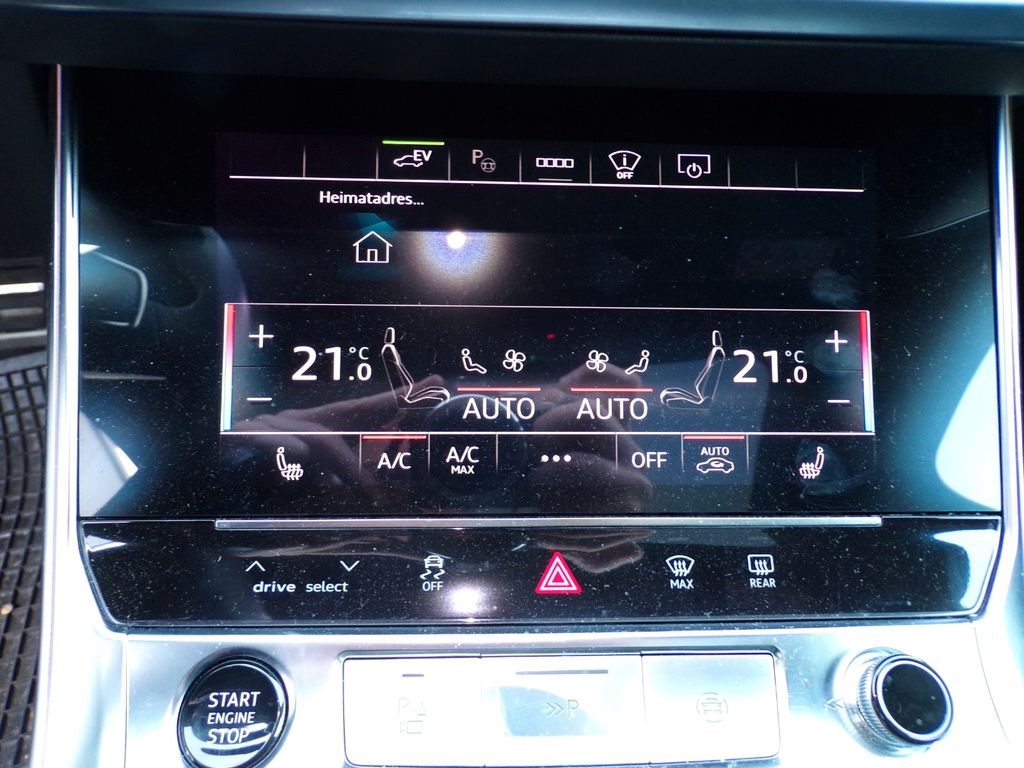 EV
P
i
OFF
Heimatadres...
+ 21.0 °C 21.0 °C +
- AUTO AUTO -
A/C A/C MAX ... OFF AUTO
drive select OFF MAX REAR
START
ENGINE
STOP
P P